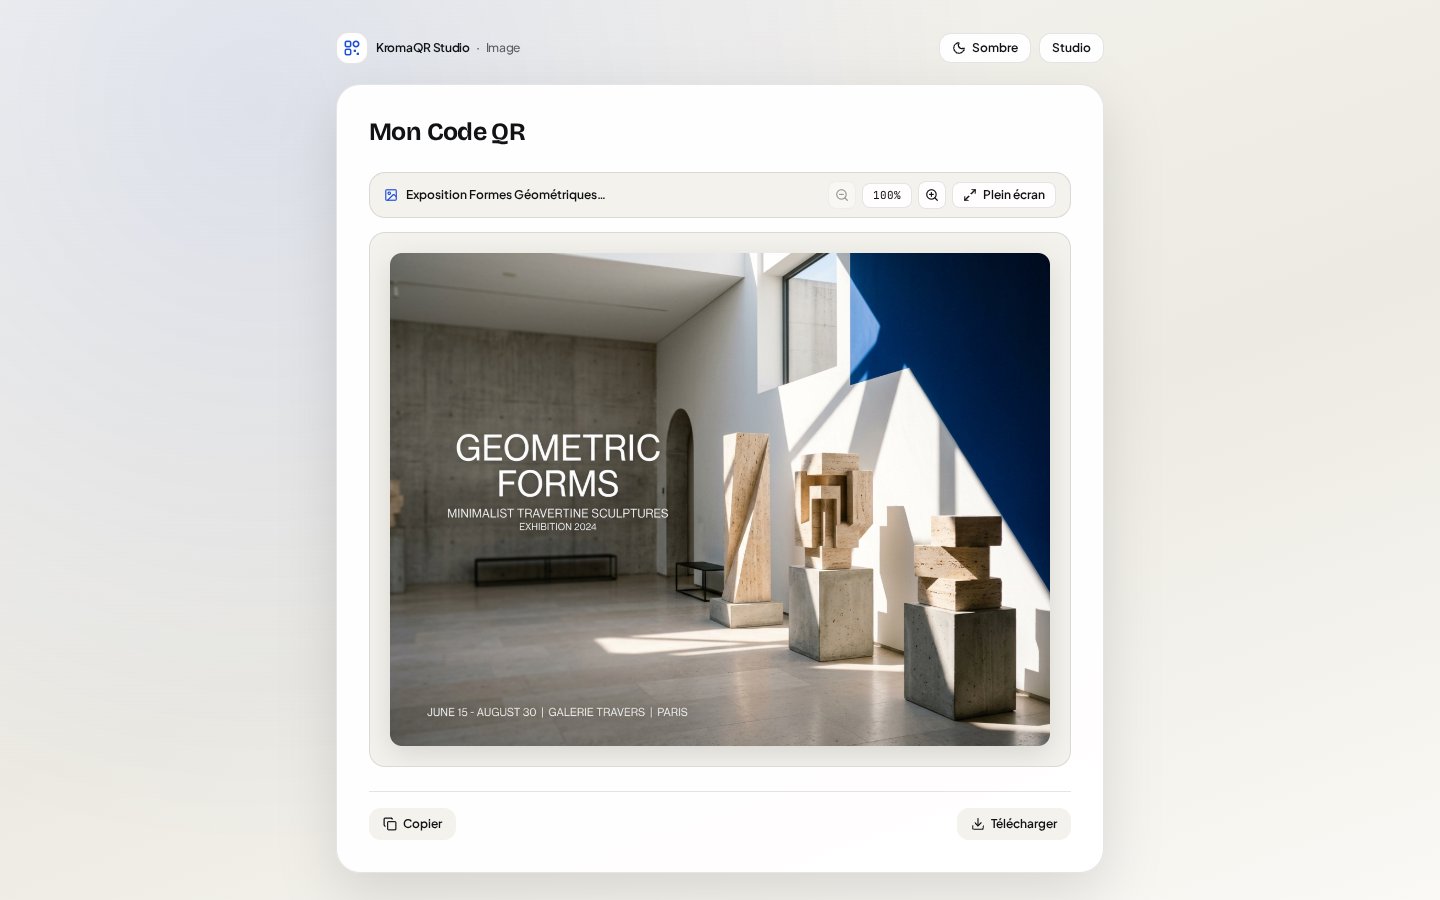 KromaQR Studio · Image
Sombre
Studio
Mon Code QR
Exposition Formes Géométriques...
100%
Plein écran
GEOMETRIC
FORMS
MINIMALIST TRAVERTINE SCULPTURES
EXHIBITION 2024
JUNE 15 - AUGUST 30 | GALERIE TRAVERS | PARIS
Copier
Télécharger